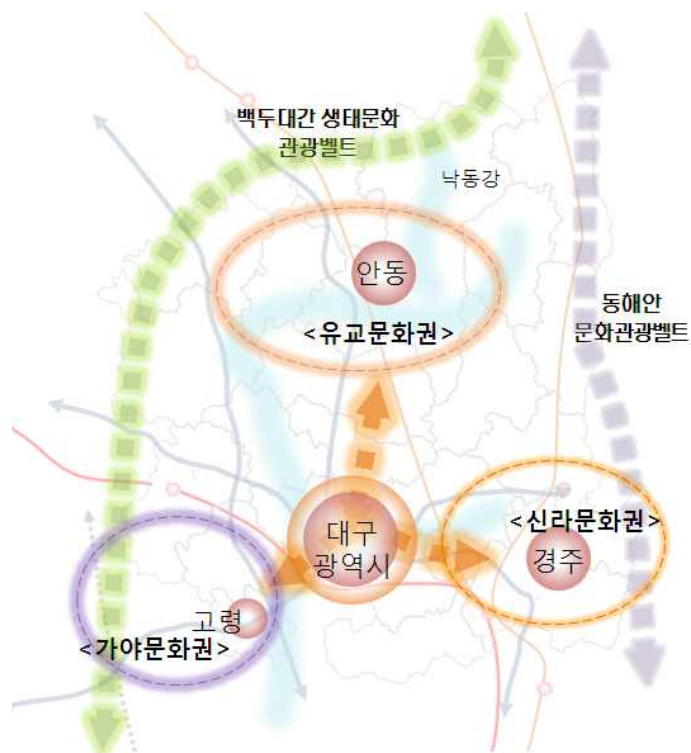 백두대간 생태문화
관광벨트
낙동강
안동
<유교문화권>
동해안
문화관광벨트
<신라문화권>
대구
광역시
경주
고령
<가야문화권>